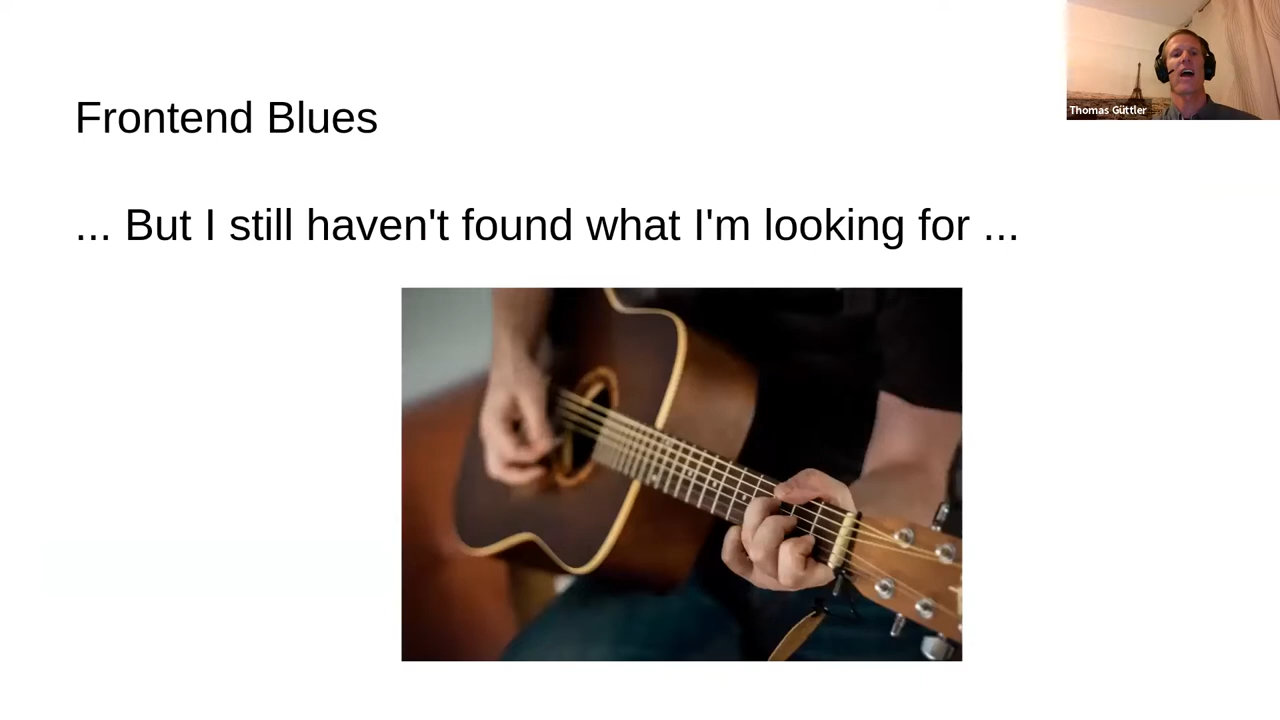 Frontend Blues
... But I still haven't found what I'm looking for ...
Thomas Güttler